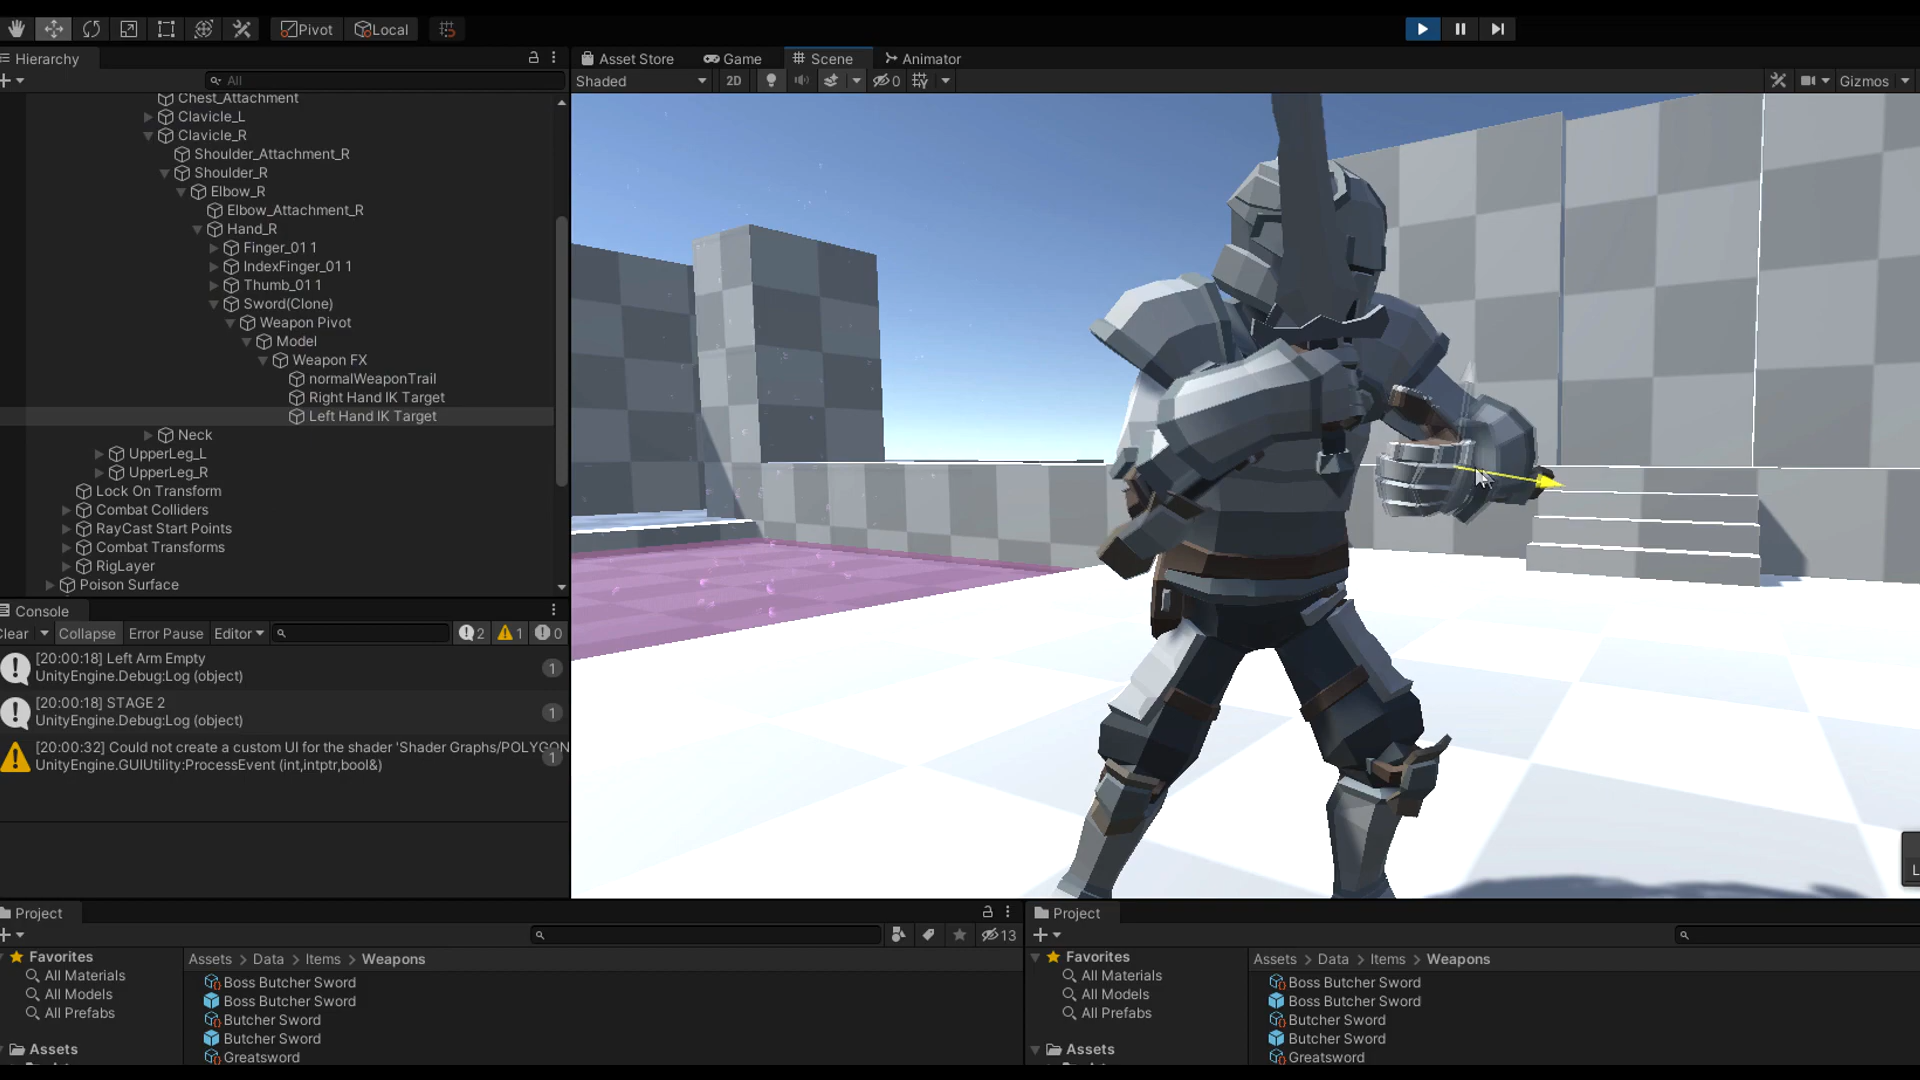 Pivot
Local
Hierarchy
All
Chest_Attachment
Clavicle_L
Clavicle_R
Shoulder_Attachment_R
Shoulder_R
Elbow_R
Elbow_Attachment_R
Hand_R
Finger_01 1
IndexFinger_01 1
Thumb_01 1
Sword(Clone)
Weapon Pivot
Model
Weapon FX
normalWeaponTrail
Right Hand IK Target
Left Hand IK Target
Neck
UpperLeg_L
UpperLeg_R
Lock On Transform
Combat Colliders
RayCast Start Points
Combat Transforms
RigLayer
Poison Surface
Asset Store
Game
Scene
Animator
Shaded
2D
0
Gizmos
L
Console
Clear
Collapse
Error Pause
Editor
2
1
0
[20:00:18] Left Arm Empty
UnityEngine.Debug:Log (object)
1
[20:00:18] STAGE 2
UnityEngine.Debug:Log (object)
1
[20:00:32] Could not create a custom UI for the shader 'Shader Graphs/POLYGON
UnityEngine.GUIUtility:ProcessEvent (int,intptr,bool&)
1
Project
13
Favorites
All Materials
All Models
All Prefabs
Assets
Assets > Data > Items > Weapons
Boss Butcher Sword
Boss Butcher Sword
Butcher Sword
Butcher Sword
Greatsword
Project
Favorites
All Materials
All Models
All Prefabs
Assets
Assets > Data > Items > Weapons
Boss Butcher Sword
Boss Butcher Sword
Butcher Sword
Butcher Sword
Greatsword